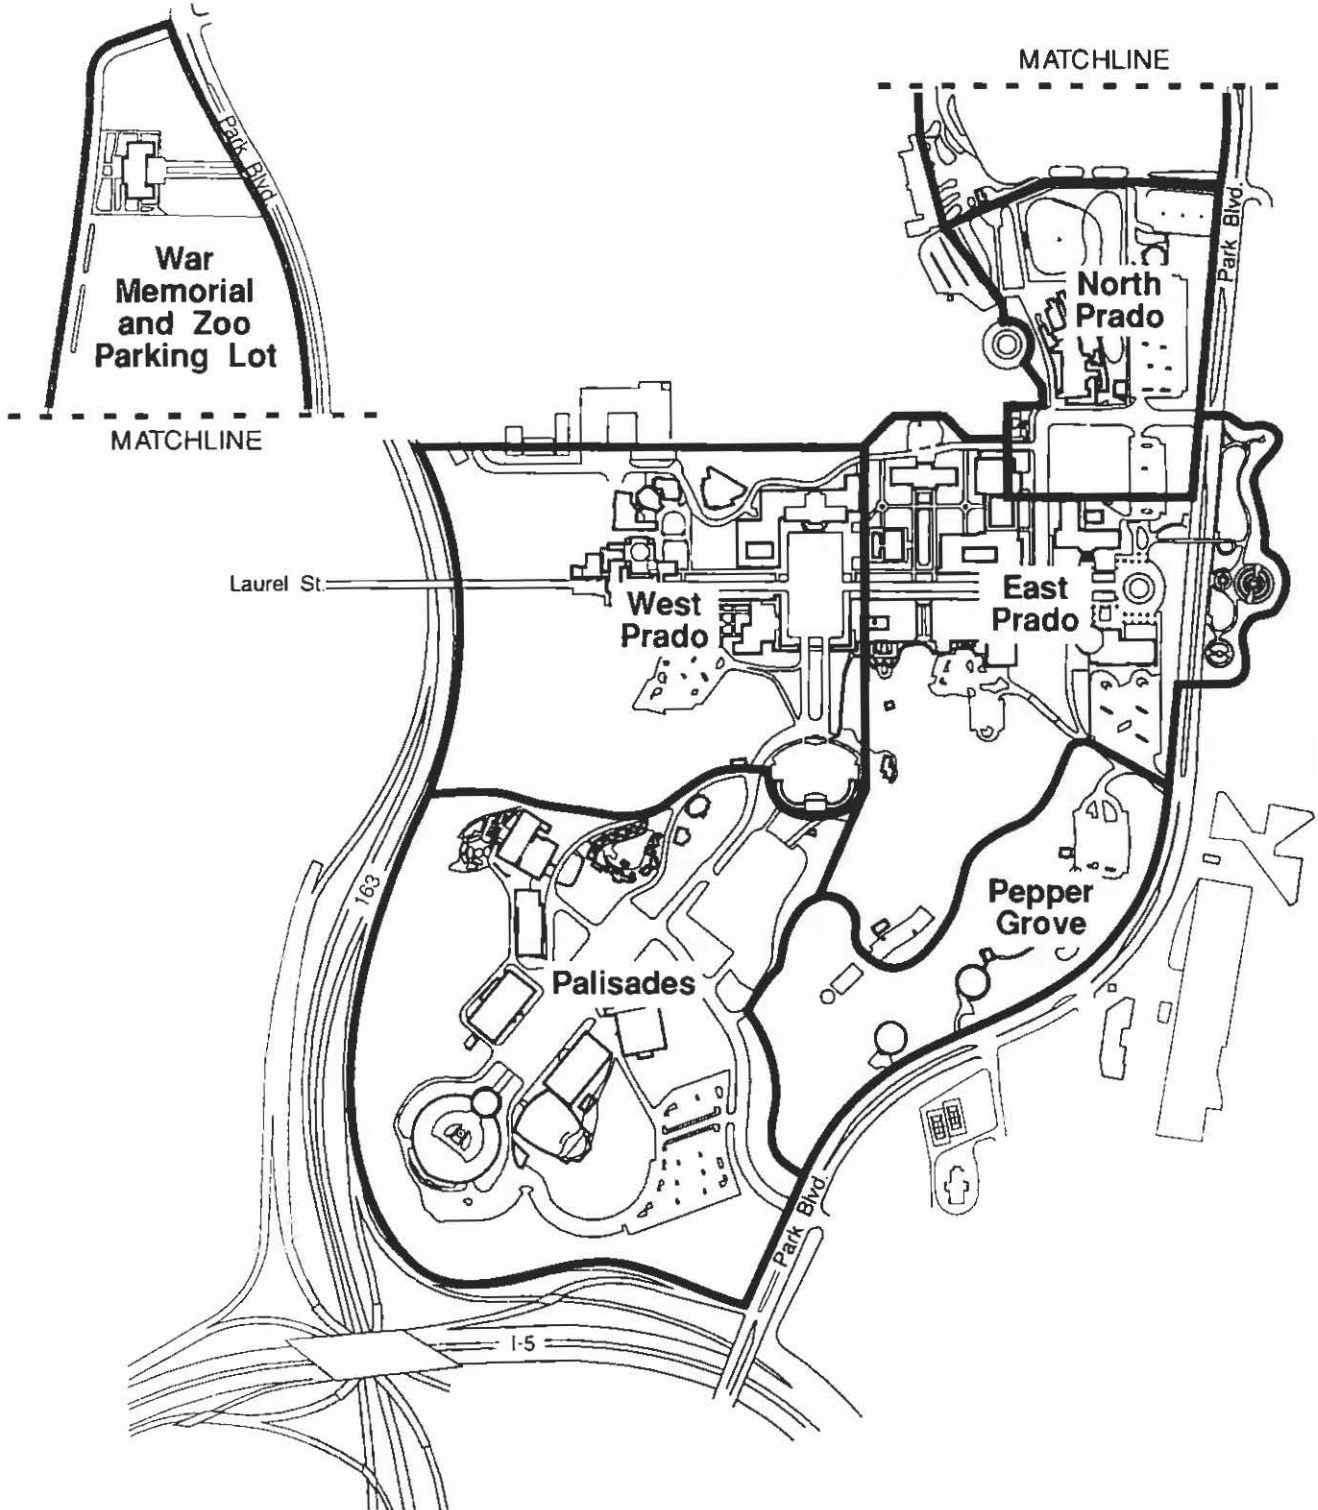 MATCHLINE
Park Blvd.
War
Memorial
and Zoo
Parking Lot
MATCHLINE
Park Blvd.
North
Prado
Laurel St.
West
Prado
East
Prado
163
Pepper
Grove
Palisades
Park Blvd.
I-5